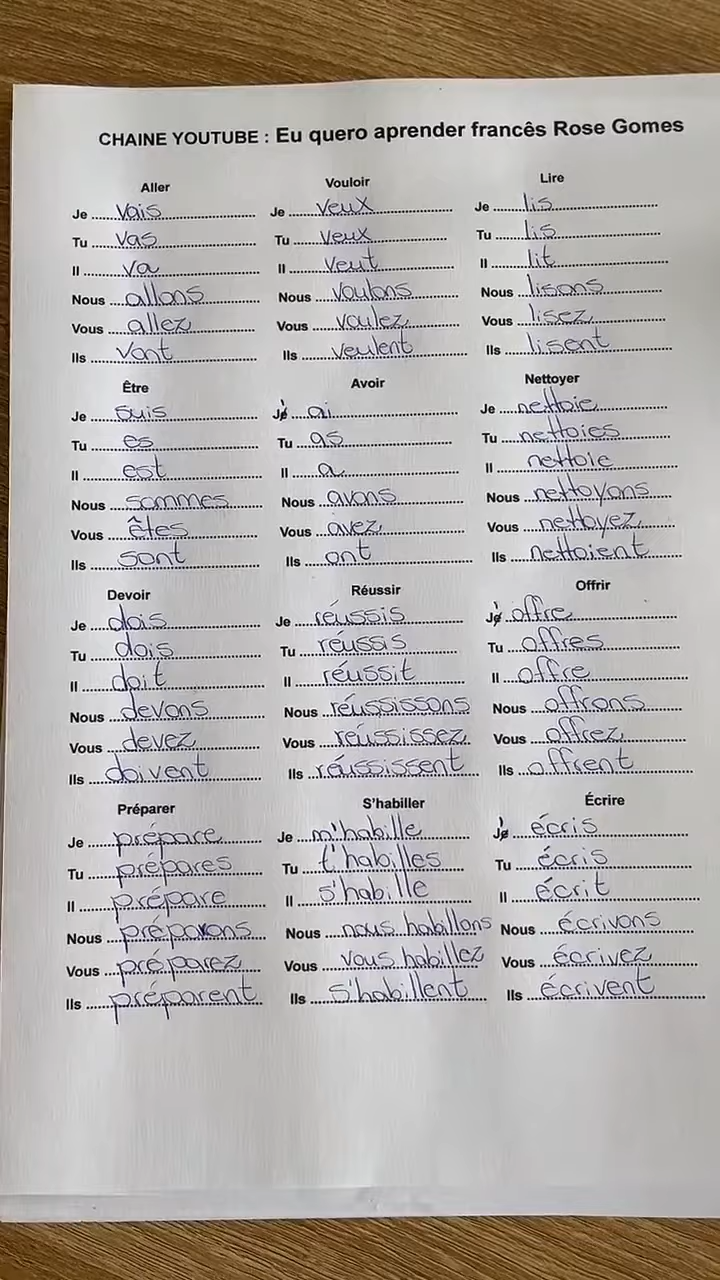 CHAINE YOUTUBE : Eu quero aprender francês Rose Gomes
Aller
Je vais
Tu vas
Il va
Nous allons
Vous allez
Ils vont
Vouloir
Je veux
Tu veux
Il veut
Nous voulons
Vous voulez
Ils veulent
Lire
Je lis
Tu lis
Il lit
Nous lisons
Vous lisez
Ils lisent
Être
Je suis
Tu es
Il est
Nous sommes
Vous êtes
Ils sont
Avoir
J' ai
Tu as
Il a
Nous avons
Vous avez
Ils ont
Nettoyer
Je nettoie
Tu nettoies
Il nettoie
Nous nettoyons
Vous nettoyez
Ils nettoient
Devoir
Je dois
Tu dois
Il doit
Nous devons
Vous devez
Ils doivent
Réussir
Je réussis
Tu réussis
Il réussit
Nous réussissons
Vous réussissez
Ils réussissent
Offrir
J' offre
Tu offres
Il offre
Nous offrons
Vous offrez
Ils offrent
Préparer
Je prépare
Tu prépares
Il prépare
Nous préparons
Vous préparez
Ils préparent
S'habiller
Je m'habille
Tu t'habilles
Il s'habille
Nous nous habillons
Vous vous habillez
Ils s'habillent
Écrire
J' écris
Tu écris
Il écrit
Nous écrivons
Vous écrivez
Ils écrivent